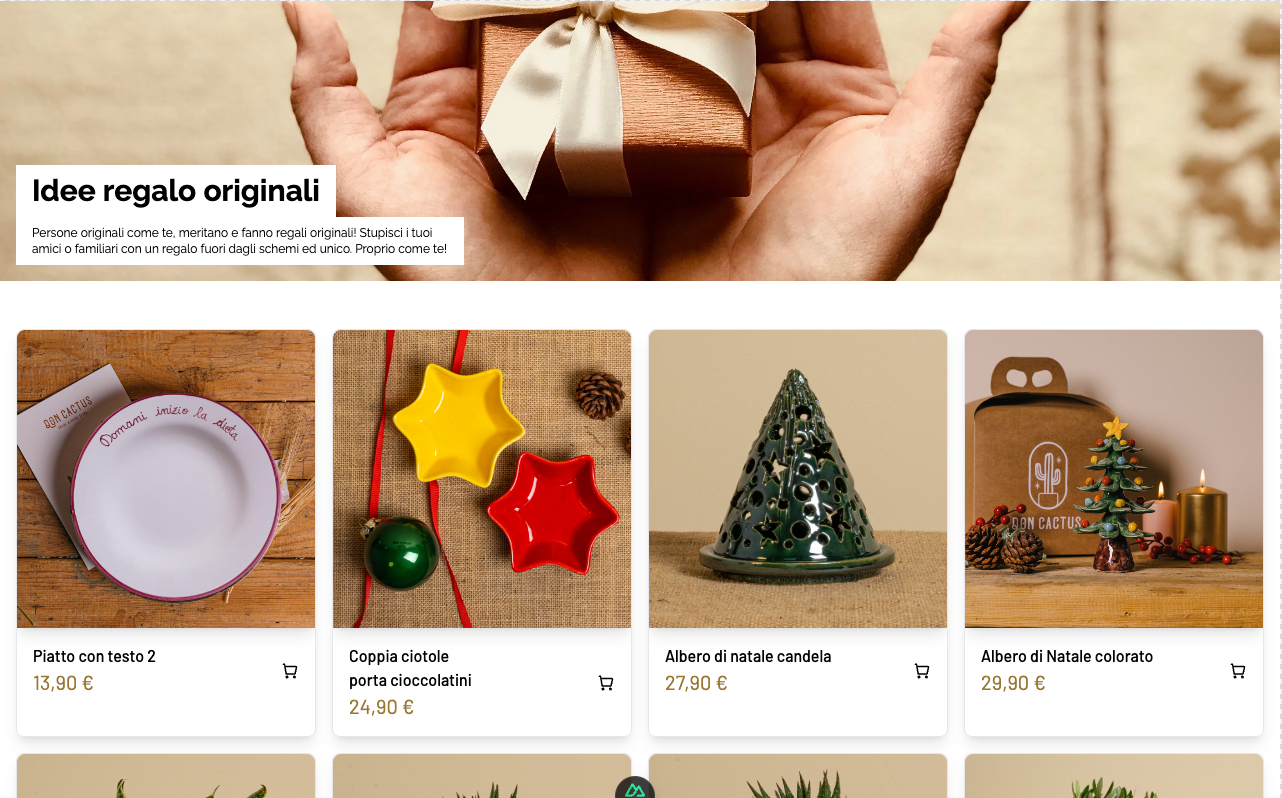 Idee regalo originali
Persone originali come te, meritano e fanno regali originali! Stupisci i tuoi
amici o familiari con un regalo fuori dagli schemi ed unico. Proprio come te!
DON CACTUS
Domani inizio la dieta
DON CACTUS
Piatto con testo 2
13,90 €
Coppia ciotole
porta cioccolatini
24,90 €
Albero di natale candela
27,90 €
Albero di Natale colorato
29,90 €